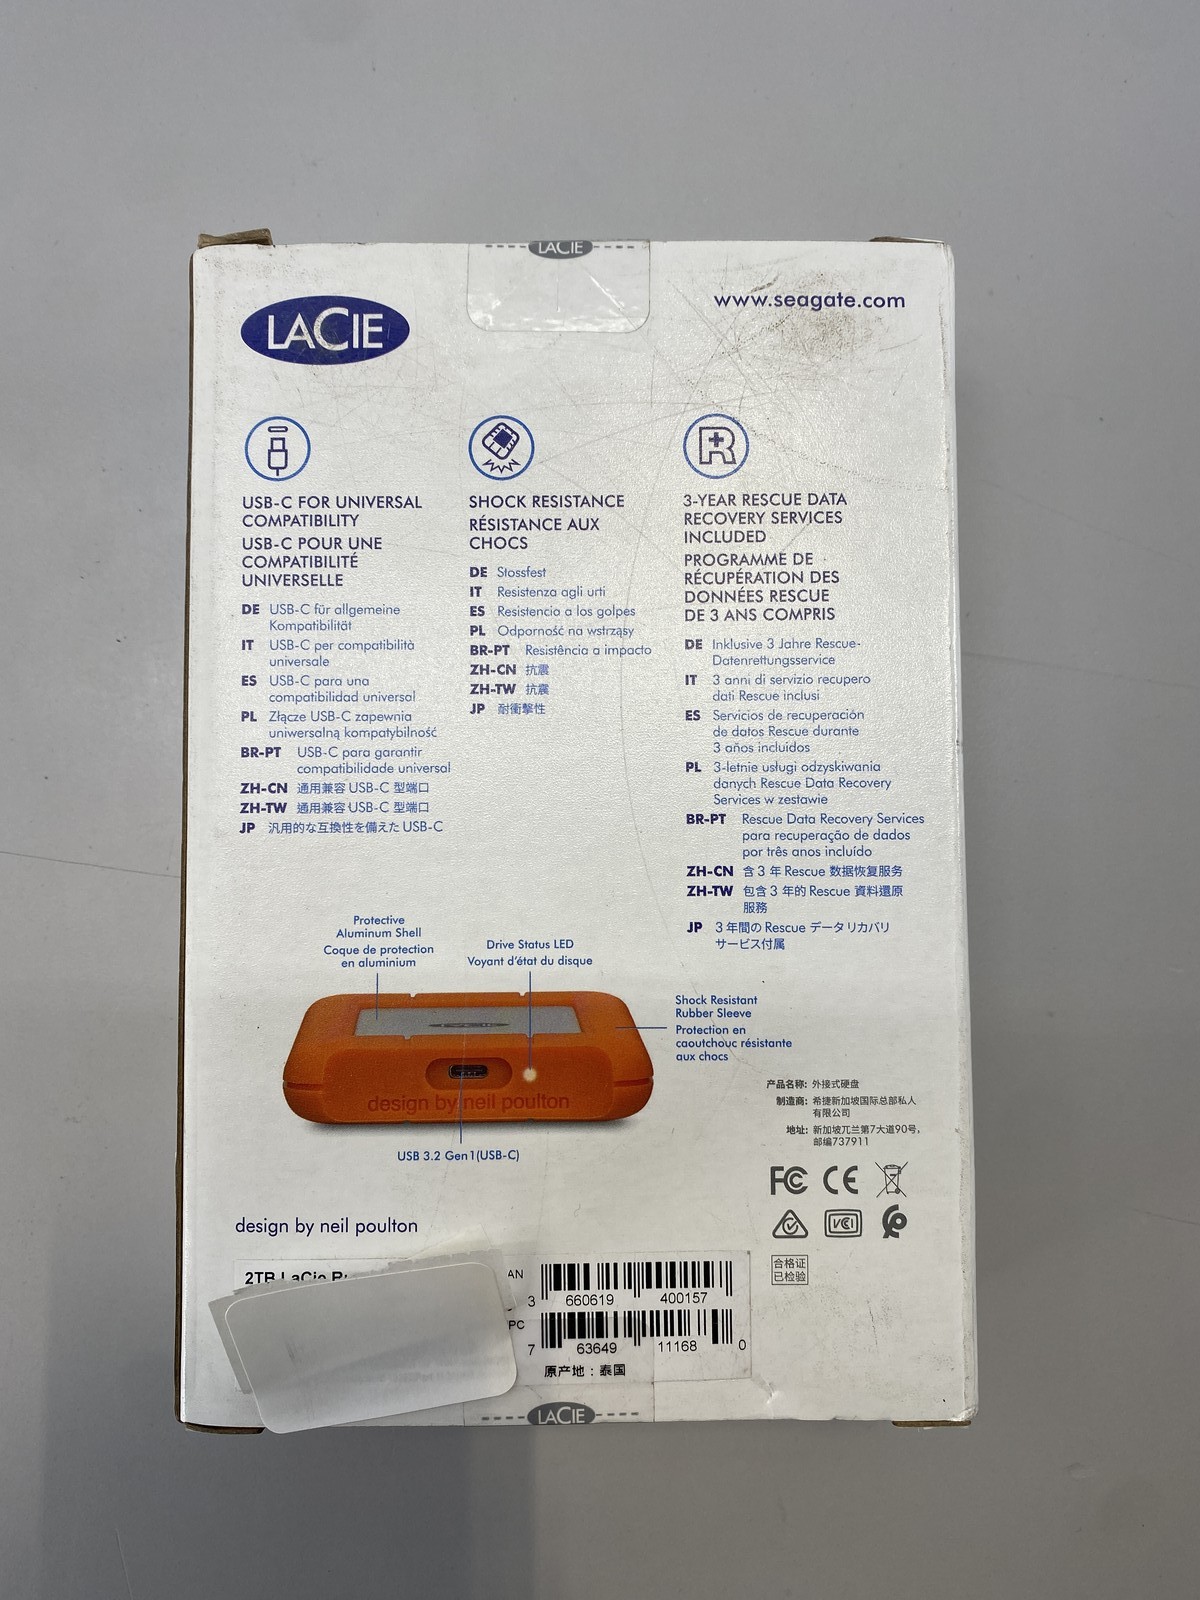 LACIE
LACIE
www.seagate.com
USB-C FOR UNIVERSAL
COMPATIBILITY
USB-C POUR UNE
COMPATIBILITÉ
UNIVERSELLE
DE USB-C für allgemeine
Kompatibilität
IT USB-C per compatibilità
universale
ES USB-C para una
compatibilidad universal
PL Złącze USB-C zapewnia
uniwersalną kompatybilność
BR-PT USB-C para garantir
compatibilidade universal
ZH-CN 通用兼容 USB-C 型端口
ZH-TW 通用兼容 USB-C 型端口
JP 汎用的な互換性を備えた USB-C
SHOCK RESISTANCE
RÉSISTANCE AUX
CHOCS
DE Stossfest
IT Resistenza agli urti
ES Resistencia a los golpes
PL Odporność na wstrząsy
BR-PT Resistência a impacto
ZH-CN 抗震
ZH-TW 抗震
JP 耐衝撃性
R
3-YEAR RESCUE DATA
RECOVERY SERVICES
INCLUDED
PROGRAMME DE
RÉCUPÉRATION DES
DONNÉES RESCUE
DE 3 ANS COMPRIS
DE Inklusive 3 Jahre Rescue-
Datenrettungsservice
IT 3 anni di servizio recupero
dati Rescue inclusi
ES Servicios de recuperación
de datos Rescue durante
3 años incluidos
PL 3-letnie usługi odzyskiwania
danych Rescue Data Recovery
Services w zestawie
BR-PT Rescue Data Recovery Services
para recuperação de dados
por três anos incluído
ZH-CN 含 3 年 Rescue 数据恢复服务
ZH-TW 包含 3 年的 Rescue 資料還原
服務
JP 3 年間の Rescue データリカバリ
サービス付属
Protective
Aluminum Shell
Coque de protection
en aluminium
Drive Status LED
Voyant d'état du disque
Shock Resistant
Rubber Sleeve
Protection en
caoutchouc résistante
aux chocs
LACIE
design by neil poulton
USB 3.2 Gen1(USB-C)
产品名称: 外接式硬盘
制造商: 希捷新加坡国际总部私人
有限公司
地址: 新加坡兀兰第7大道90号,
邮编737911
FC CE
VCCI
合格证
已检验
design by neil poulton
2TB LaCie
AN
3 660619 400157
PC
7 63649 11168 0
原产地：泰国
LACIE